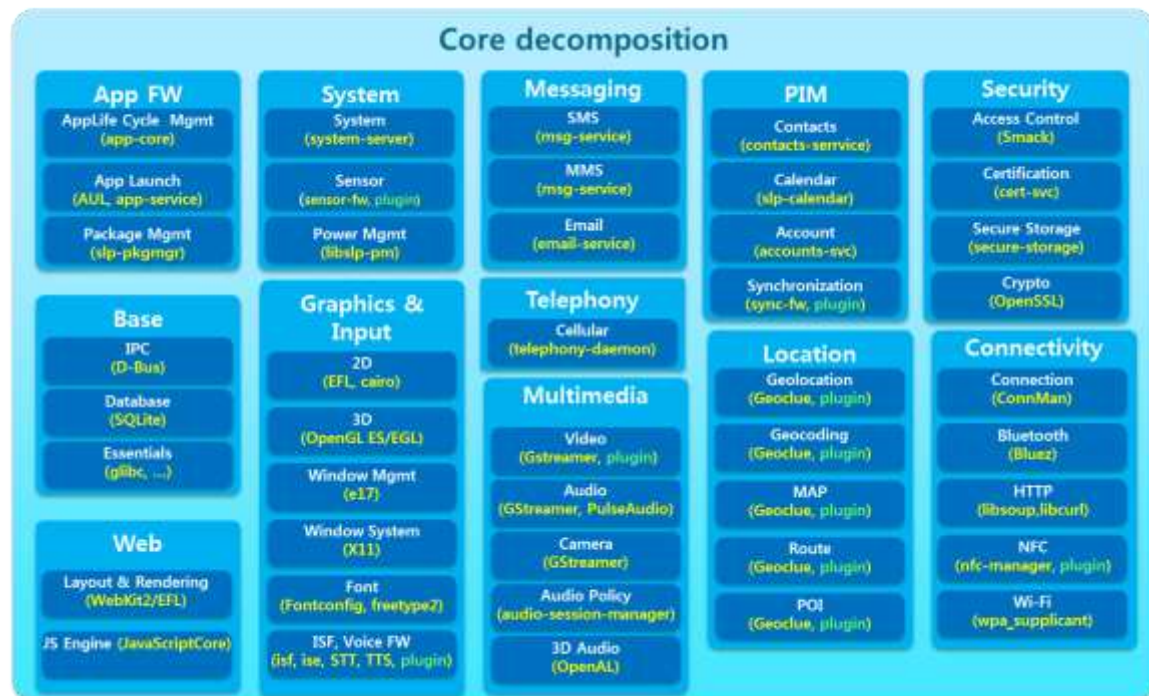 Core decomposition
App FW
AppLife Cycle Mgmt
(app-core)
App Launch
(AUL, app-service)
Package Mgmt
(slp-pkgmgr)
System
System
(system-server)
Sensor
(sensor-fw, plugin)
Power Mgmt
(libslp-pm)
Messaging
SMS
(msg-service)
MMS
(msg-service)
Email
(email-service)
PIM
Contacts
(contacts-serrvice)
Calendar
(slp-calendar)
Account
(accounts-svc)
Synchronization
(sync-fw, plugin)
Security
Access Control
(Smack)
Certification
(cert-svc)
Secure Storage
(secure-storage)
Crypto
(OpenSSL)
Base
IPC
(D-Bus)
Database
(SQLite)
Essentials
(glibc, ...)
Graphics &
Input
2D
(EFL, cairo)
3D
(OpenGL ES/EGL)
Window Mgmt
(e17)
Window System
(X11)
Font
(Fontconfig, freetype2)
ISF, Voice FW
(isf, ise, STT, TTS, plugin)
Telephony
Cellular
(telephony-daemon)
Multimedia
Video
(Gstreamer, plugin)
Audio
(GStreamer, PulseAudio)
Camera
(GStreamer)
Audio Policy
(audio-session-manager)
3D Audio
(OpenAL)
Location
Geolocation
(Geoclue, plugin)
Geocoding
(Geoclue, plugin)
MAP
(Geoclue, plugin)
Route
(Geoclue, plugin)
POI
(Geoclue, plugin)
Connectivity
Connection
(ConnMan)
Bluetooth
(Bluez)
HTTP
(libsoup,libcurl)
NFC
(nfc-manager, plugin)
Wi-Fi
(wpa_supplicant)
Web
Layout & Rendering
(WebKit2/EFL)
JS Engine (JavaScriptCore)